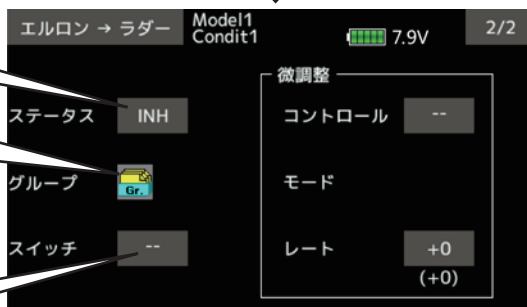 エルロン → ラダー
Model1
Condit1
7.9V
2/2
微調整
ステータス
INH
コントロール
--
グループ
Gr.
モード
スイッチ
--
レート
+0
(+0)